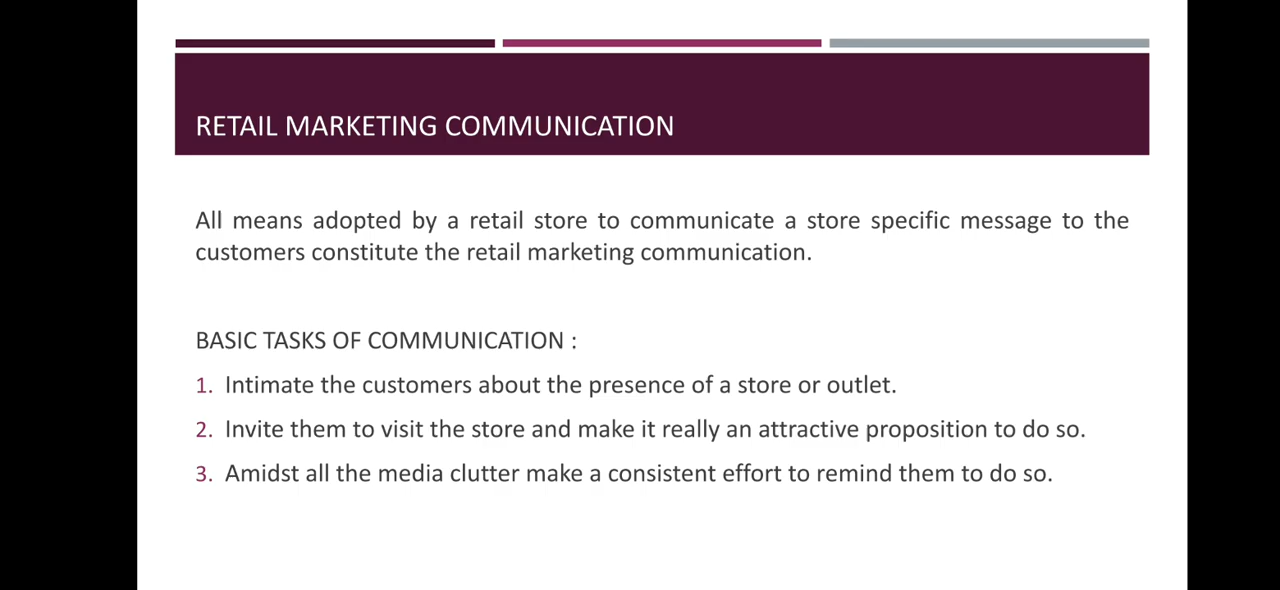 RETAIL MARKETING COMMUNICATION
All means adopted by a retail store to communicate a store specific message to the
customers constitute the retail marketing communication.
BASIC TASKS OF COMMUNICATION :
1. Intimate the customers about the presence of a store or outlet.
2. Invite them to visit the store and make it really an attractive proposition to do so.
3. Amidst all the media clutter make a consistent effort to remind them to do so.